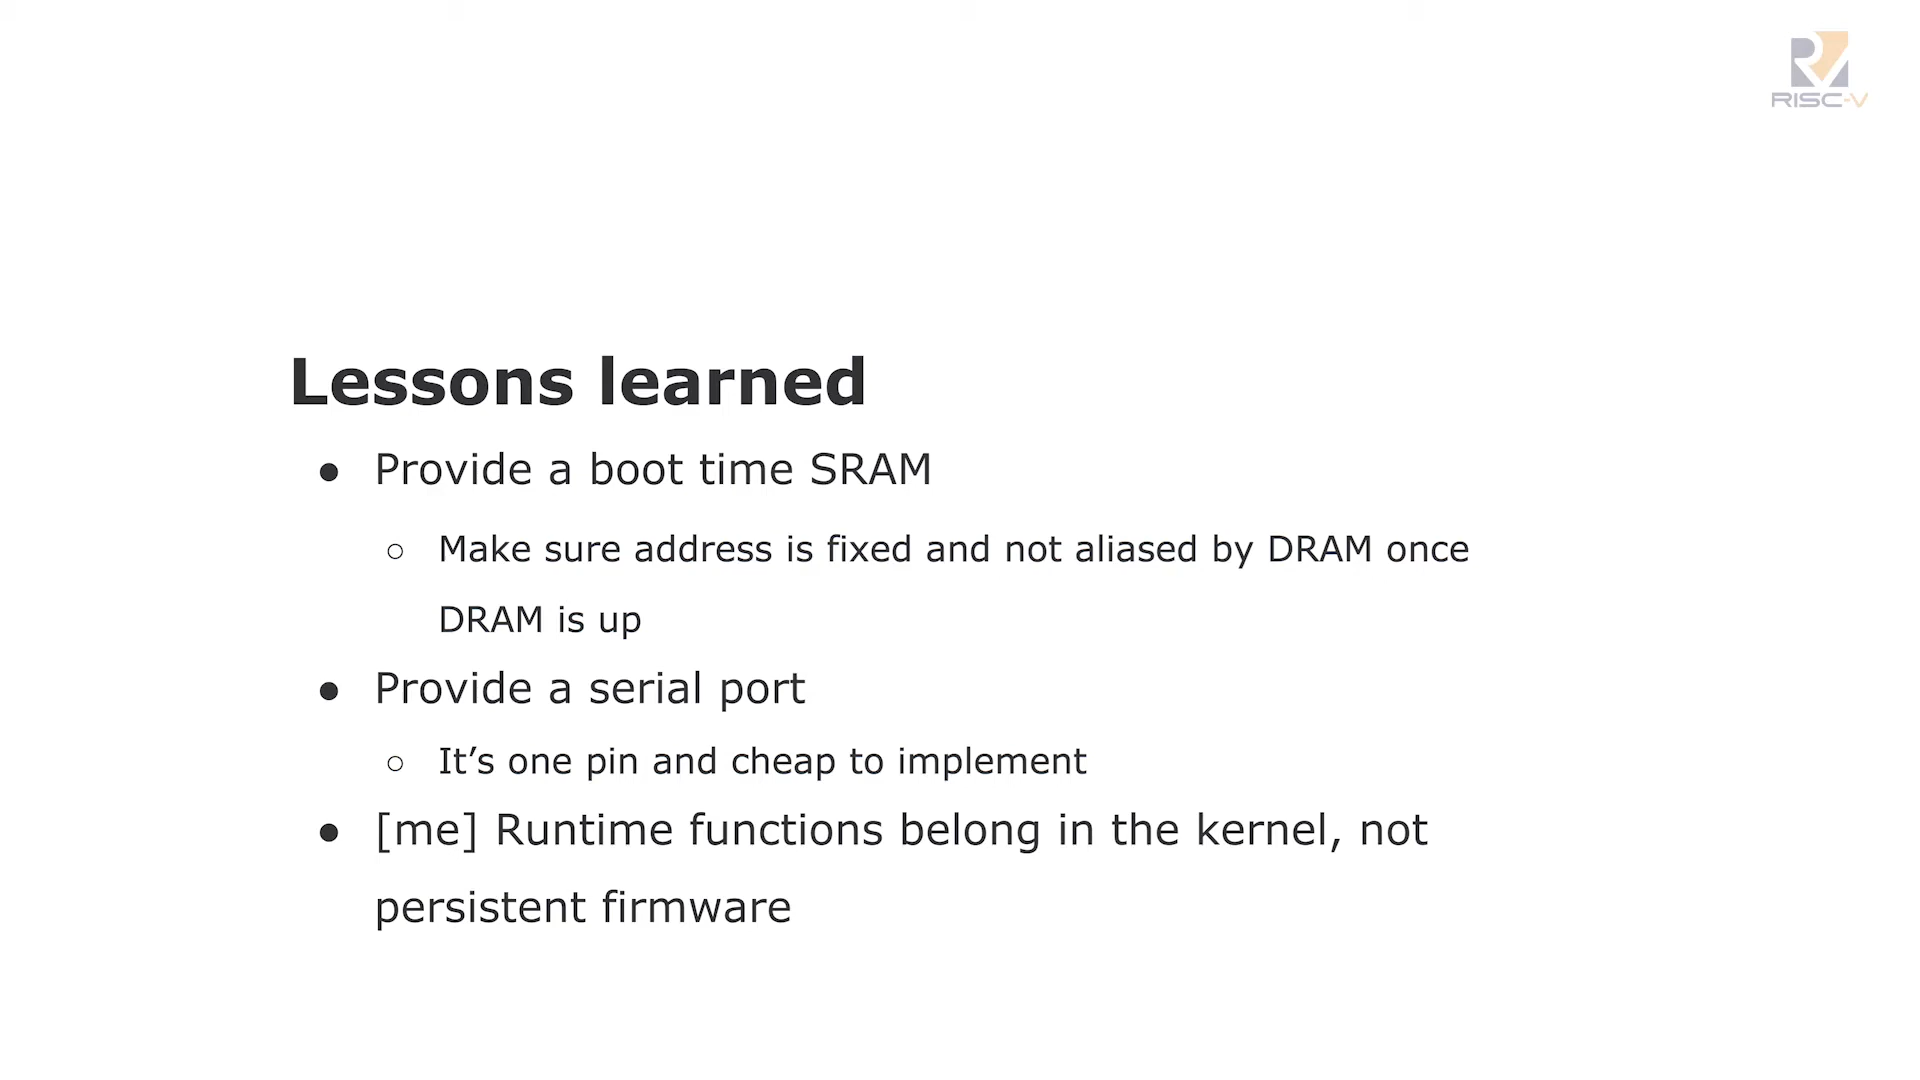 RISC-V
Lessons learned
● Provide a boot time SRAM
○ Make sure address is fixed and not aliased by DRAM once
DRAM is up
● Provide a serial port
○ It’s one pin and cheap to implement
● [me] Runtime functions belong in the kernel, not
persistent firmware